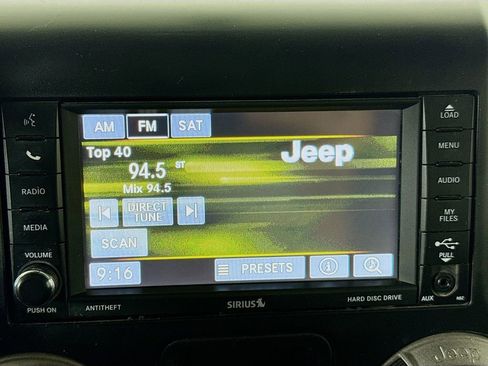 AM FM SAT
Top 40
94.5 ST
Mix 94.5
Jeep
DIRECT
TUNE
SCAN
9:16
PRESETS
RADIO
MEDIA
VOLUME
PUSH ON
ANTITHEFT
SIRIUS
HARD DISC DRIVE
LOAD
MENU
AUDIO
MY
FILES
PULL
AUX
Jeep